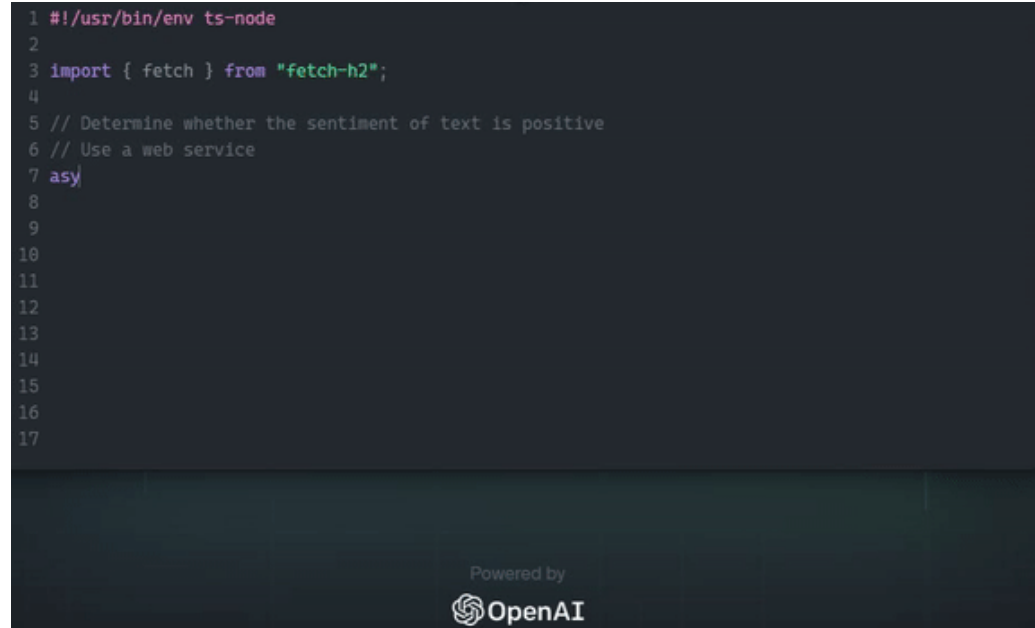 1 #!/usr/bin/env ts-node
2
3 import { fetch } from "fetch-h2";
4
5 // Determine whether the sentiment of text is positive
6 // Use a web service
7 asy
8
9
10
11
12
13
14
15
16
17
Powered by
OpenAI